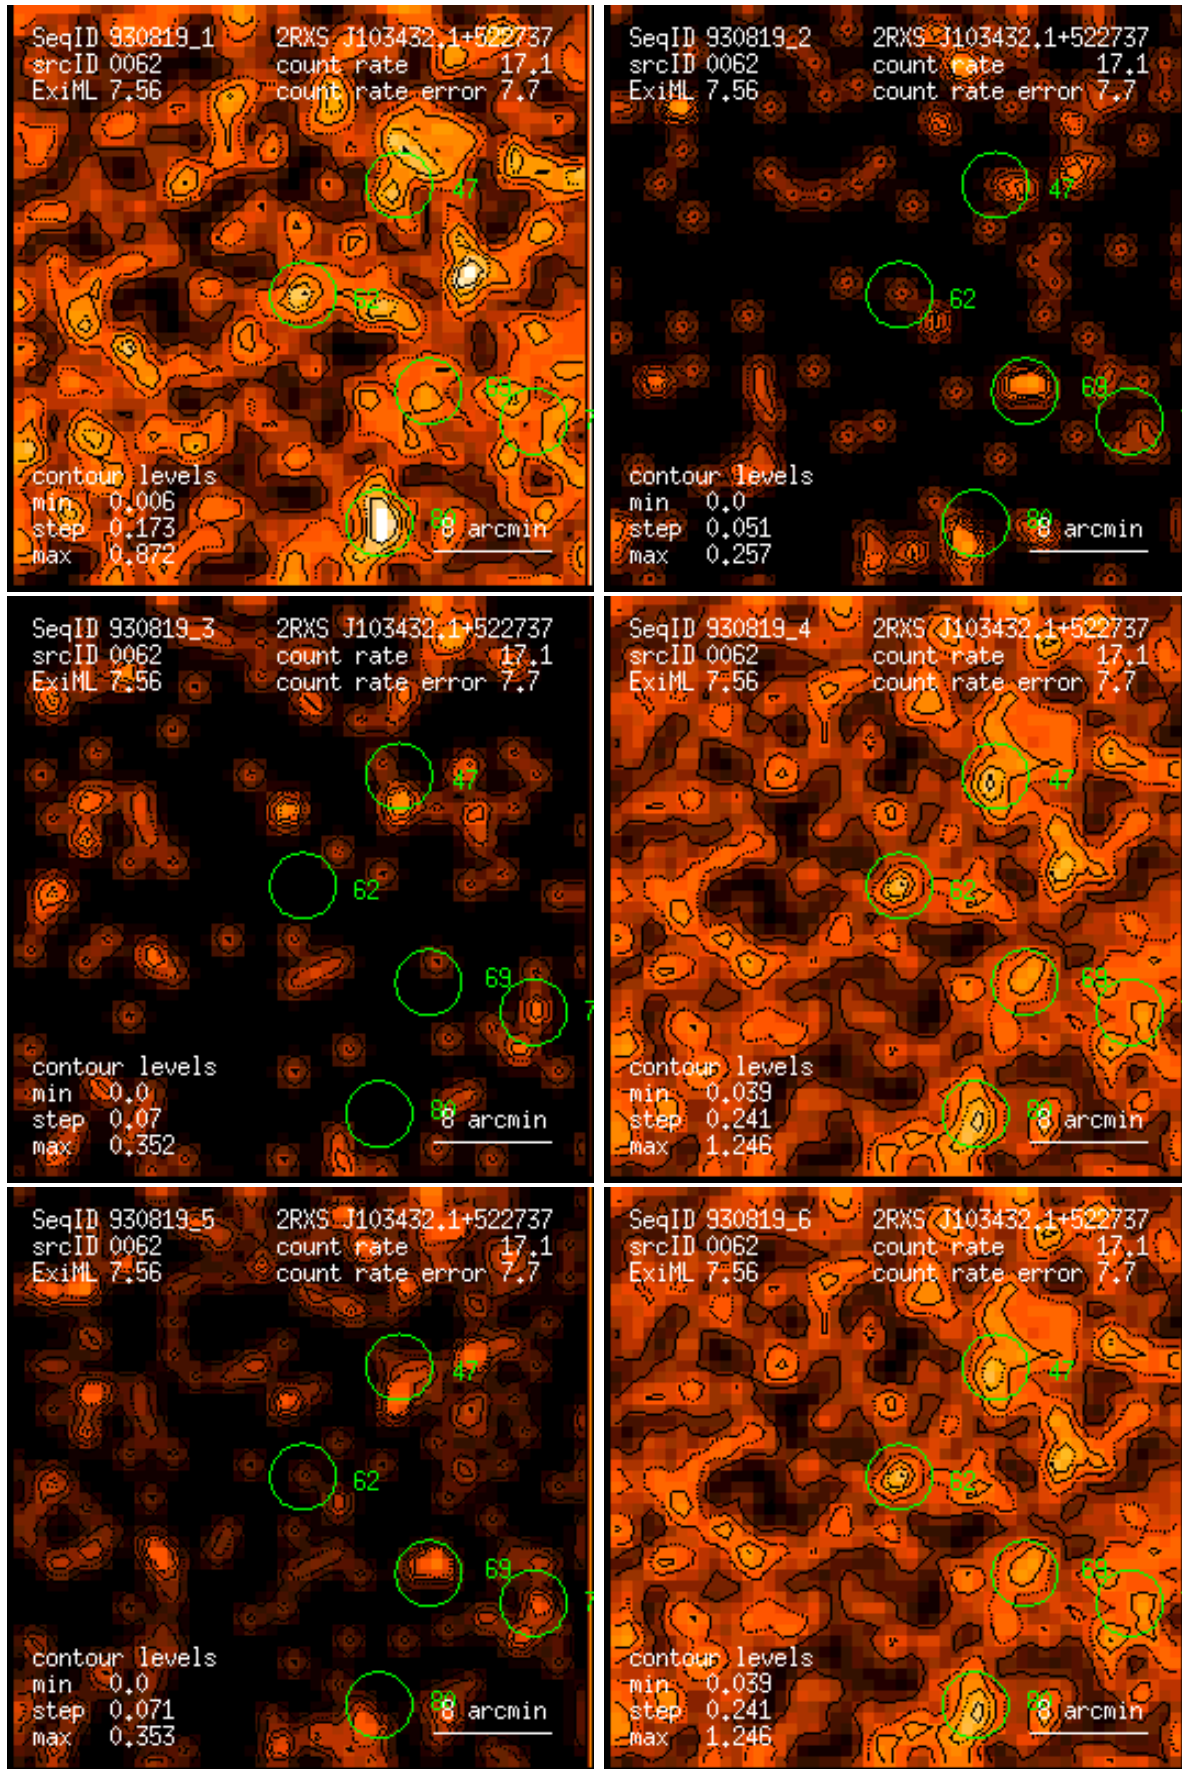 SeqID 930819_1 2RXS J103432.1+522737
srcID 0062 count rate 17.1
ExiML 7.56 count rate error 7.7
47
62
69
7
contour levels
min 0.006
step 0.173
max 0.872
80
8 arcmin
SeqID 930819_2 2RXS J103432.1+522737
srcID 0062 count rate 17.1
ExiML 7.56 count rate error 7.7
47
62
69
contour levels
min 0.0
step 0.051
max 0.257
80
8 arcmin
SeqID 930819_3 2RXS J103432.1+522737
srcID 0062 count rate 17.1
ExiML 7.56 count rate error 7.7
47
62
69
7
contour levels
min 0.0
step 0.07
max 0.352
80
8 arcmin
SeqID 930819_4 2RXS J103432.1+522737
srcID 0062 count rate 17.1
ExiML 7.56 count rate error 7.7
47
62
69
contour levels
min 0.039
step 0.241
max 1.246
80
8 arcmin
SeqID 930819_5 2RXS J103432.1+522737
srcID 0062 count rate 17.1
ExiML 7.56 count rate error 7.7
47
62
69
7
contour levels
min 0.0
step 0.071
max 0.353
80
8 arcmin
SeqID 930819_6 2RXS J103432.1+522737
srcID 0062 count rate 17.1
ExiML 7.56 count rate error 7.7
47
62
69
contour levels
min 0.039
step 0.241
max 1.246
80
8 arcmin